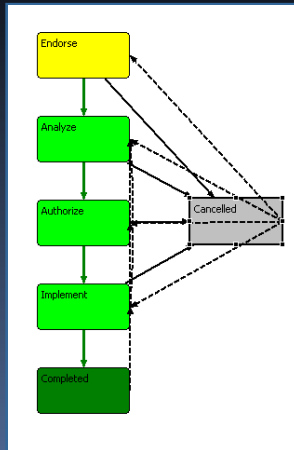 Endorse
Analyze
Cancelled
Authorize
Implement
Completed